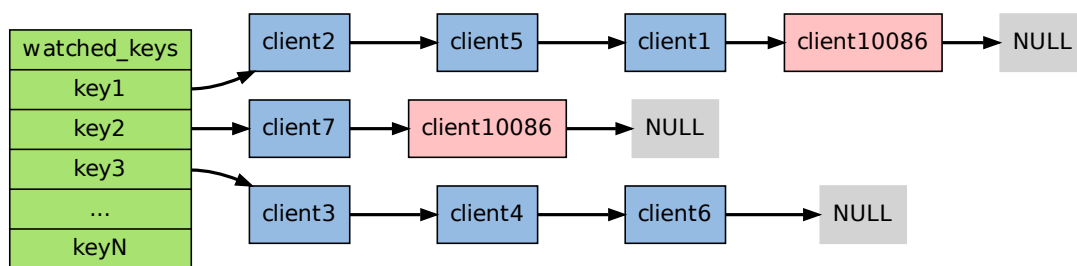 watched_keys
key1
key2
key3
...
keyN
client2
client5
client1
client10086
NULL
client7
client10086
NULL
client3
client4
client6
NULL